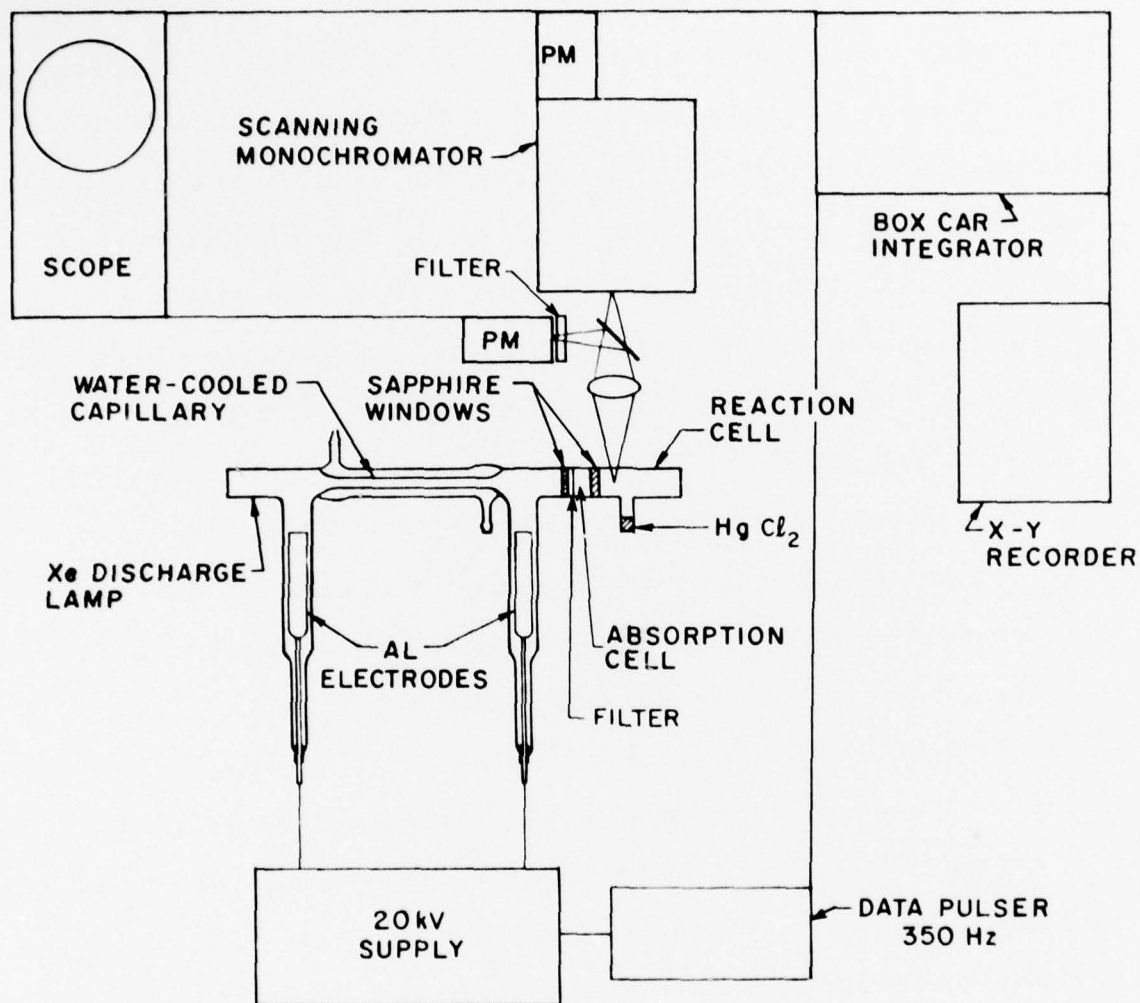 PM
SCANNING
MONOCHROMATOR
BOX CAR
INTEGRATOR
SCOPE
FILTER
PM
WATER-COOLED
CAPILLARY
SAPPHIRE
WINDOWS
REACTION
CELL
Hg Cl2
X-Y
RECORDER
Xe DISCHARGE
LAMP
AL
ELECTRODES
ABSORPTION
CELL
FILTER
20kV
SUPPLY
DATA PULSER
350 Hz